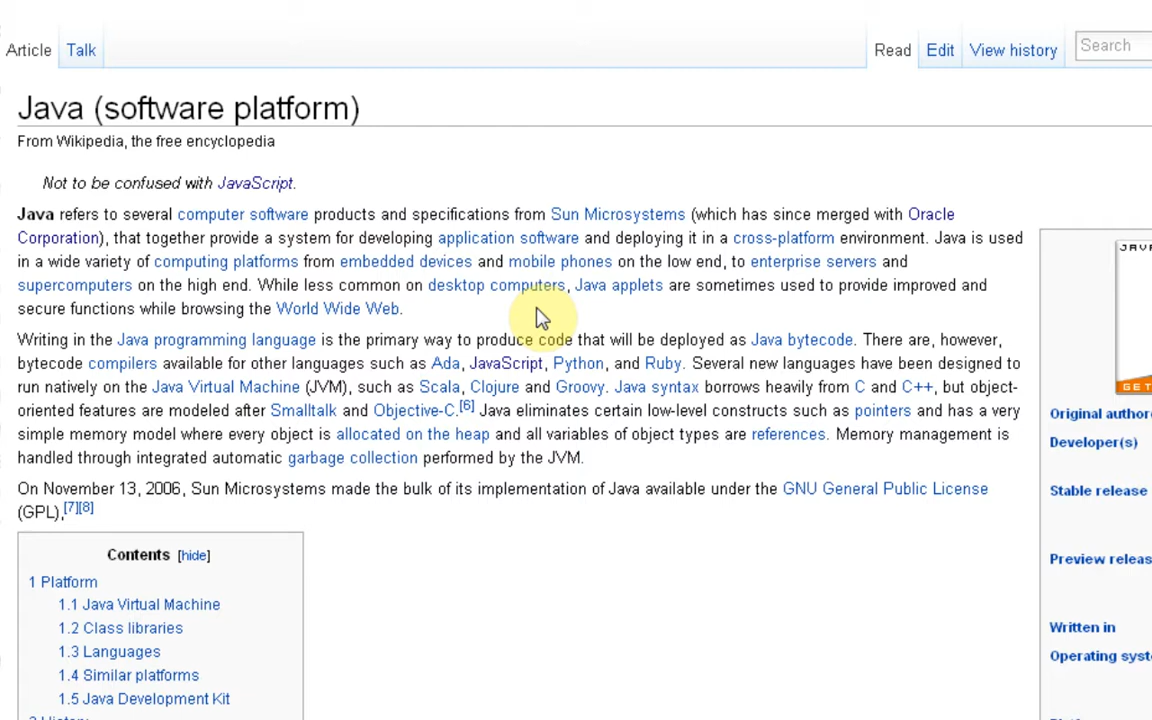 Article Talk Read Edit View history Search
Java (software platform)
From Wikipedia, the free encyclopedia
Not to be confused with JavaScript.
Java refers to several computer software products and specifications from Sun Microsystems (which has since merged with Oracle
Corporation), that together provide a system for developing application software and deploying it in a cross-platform environment. Java is used
in a wide variety of computing platforms from embedded devices and mobile phones on the low end, to enterprise servers and
supercomputers on the high end. While less common on desktop computers, Java applets are sometimes used to provide improved and
secure functions while browsing the World Wide Web.
Writing in the Java programming language is the primary way to produce code that will be deployed as Java bytecode. There are, however,
bytecode compilers available for other languages such as Ada, JavaScript, Python, and Ruby. Several new languages have been designed to
run natively on the Java Virtual Machine (JVM), such as Scala, Clojure and Groovy. Java syntax borrows heavily from C and C++, but object-
oriented features are modeled after Smalltalk and Objective-C.[6] Java eliminates certain low-level constructs such as pointers and has a very
simple memory model where every object is allocated on the heap and all variables of object types are references. Memory management is
handled through integrated automatic garbage collection performed by the JVM.
On November 13, 2006, Sun Microsystems made the bulk of its implementation of Java available under the GNU General Public License
(GPL),[7][8]
Contents [hide]
1 Platform
1.1 Java Virtual Machine
1.2 Class libraries
1.3 Languages
1.4 Similar platforms
1.5 Java Development Kit
JAV
GET
Original author
Developer(s)
Stable release
Preview releas
Written in
Operating syst